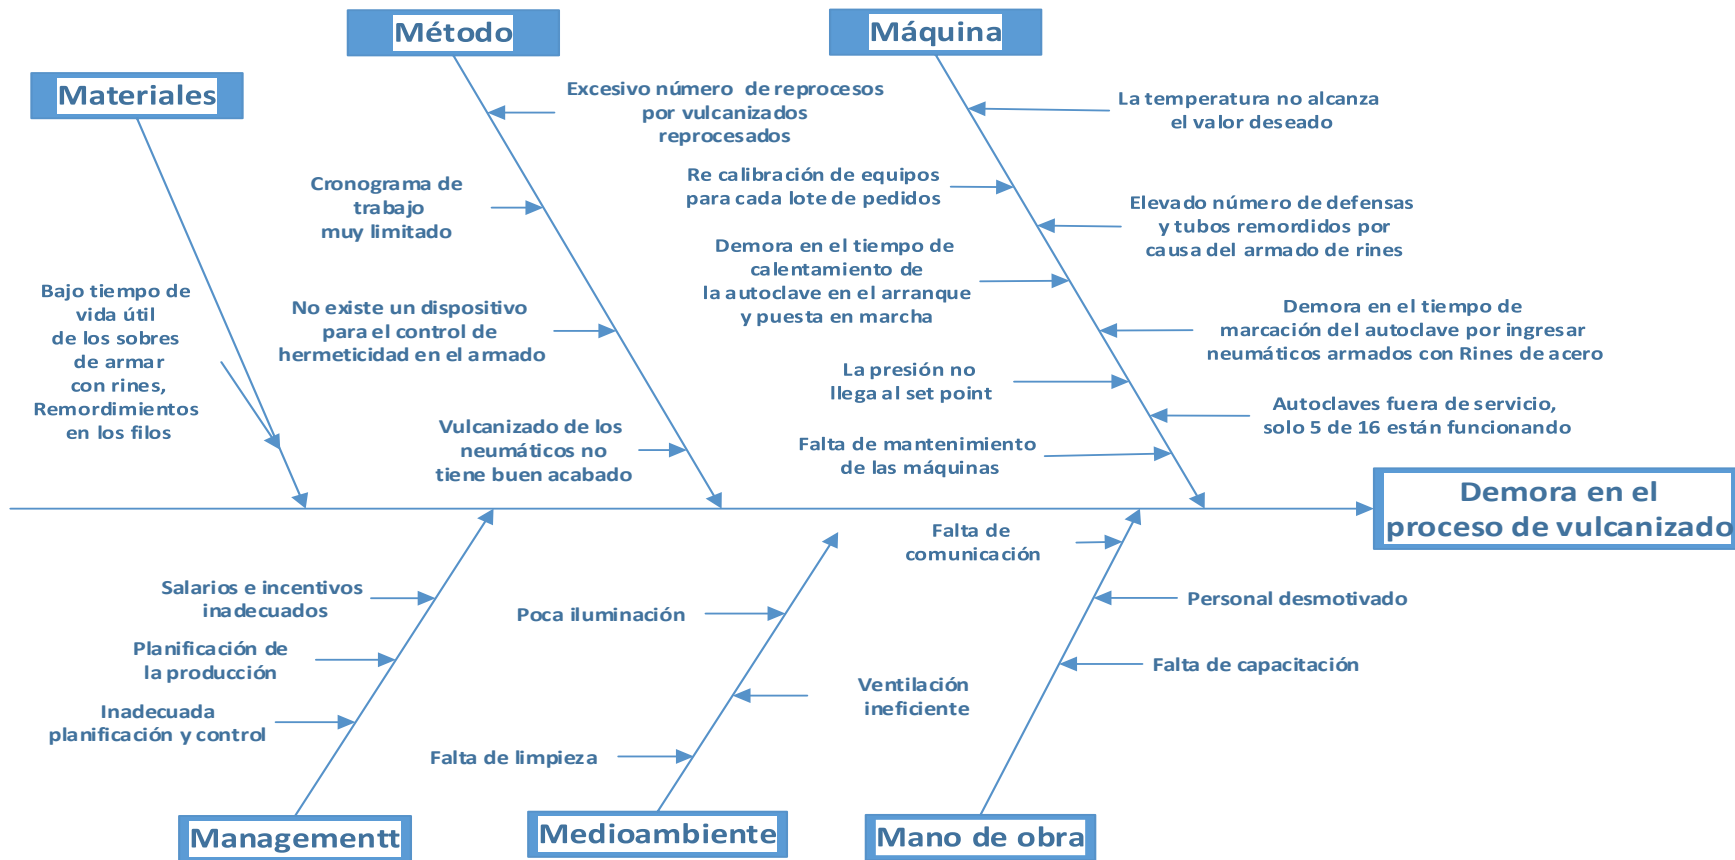 Método
Máquina
Materiales
Excesivo número de reprocesos
por vulcanizados
reprocesados
Cronograma de
trabajo
muy limitado
No existe un dispositivo
para el control de
hermeticidad en el armado
Vulcanizado de los
neumáticos no
tiene buen acabado
Bajo tiempo de
vida útil
de los sobres
de armar
con rines,
Remordimientos
en los filos
La temperatura no alcanza
el valor deseado
Re calibración de equipos
para cada lote de pedidos
Elevado número de defensas
y tubos remordidos por
causa del armado de rines
Demora en el tiempo de
calentamiento de
la autoclave en el arranque
y puesta en marcha
Demora en el tiempo de
marcación del autoclave por ingresar
neumáticos armados con Rines de acero
La presión no
llega al set point
Autoclaves fuera de servicio,
solo 5 de 16 están funcionando
Falta de mantenimiento
de las máquinas
Demora en el
proceso de vulcanizado
Salarios e incentivos
inadecuados
Planificación de
la producción
Inadecuada
planificación y control
Poca iluminación
Ventilación
ineficiente
Falta de limpieza
Falta de
comunicación
Personal desmotivado
Falta de capacitación
Managementt
Medioambiente
Mano de obra